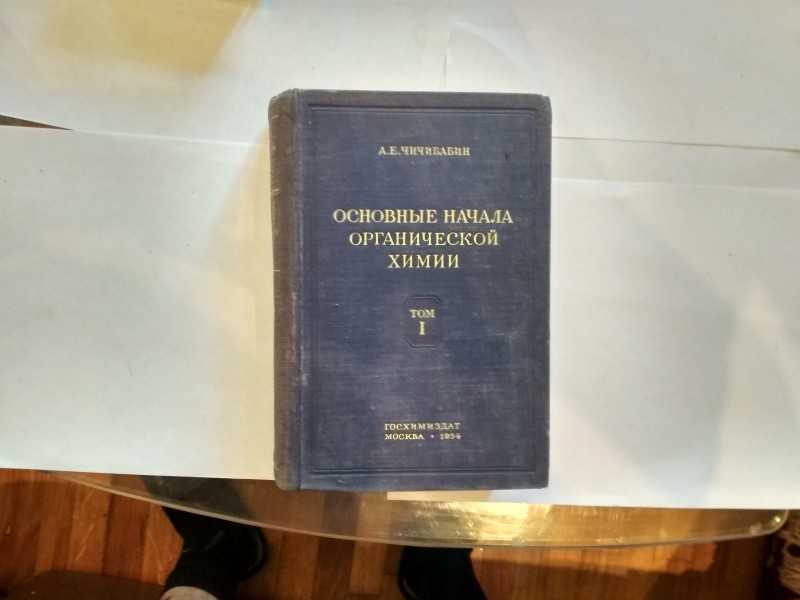 А.Е.ЧИЧИБАБИН
ОСНОВНЫЕ НАЧАЛА
ОРГАНИЧЕСКОЙ
ХИМИИ
ТОМ
I
ГОСХИМИЗДАТ
МОСКВА • 1954